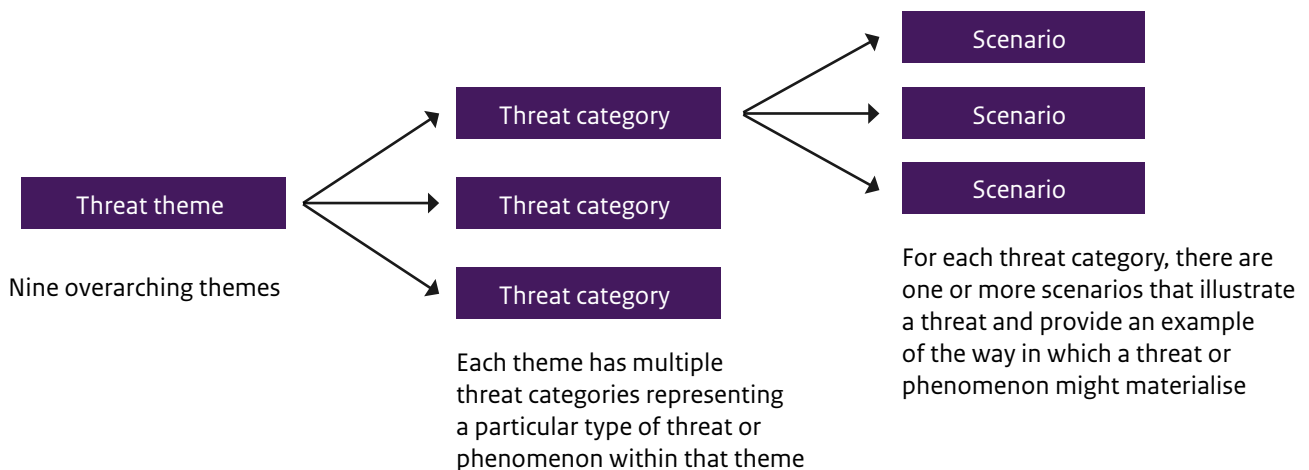 Threat theme
Nine overarching themes
Threat category
Threat category
Threat category
Each theme has multiple
threat categories representing
a particular type of threat or
phenomenon within that theme
Scenario
Scenario
Scenario
For each threat category, there are
one or more scenarios that illustrate
a threat and provide an example
of the way in which a threat or
phenomenon might materialise